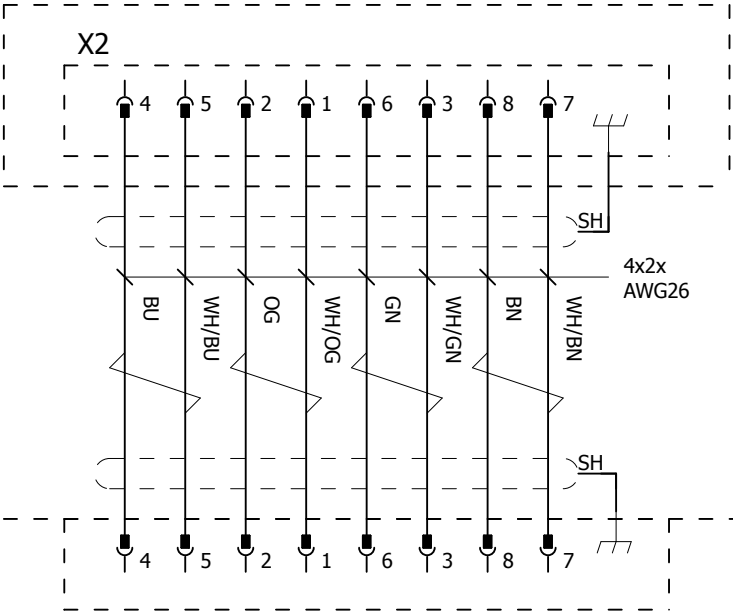 X2
4 5 2 1 6 3 8 7
SH
4x2x
AWG26
BU
WH/BU
OG
WH/OG
GN
WH/GN
BN
WH/BN
SH
4 5 2 1 6 3 8 7